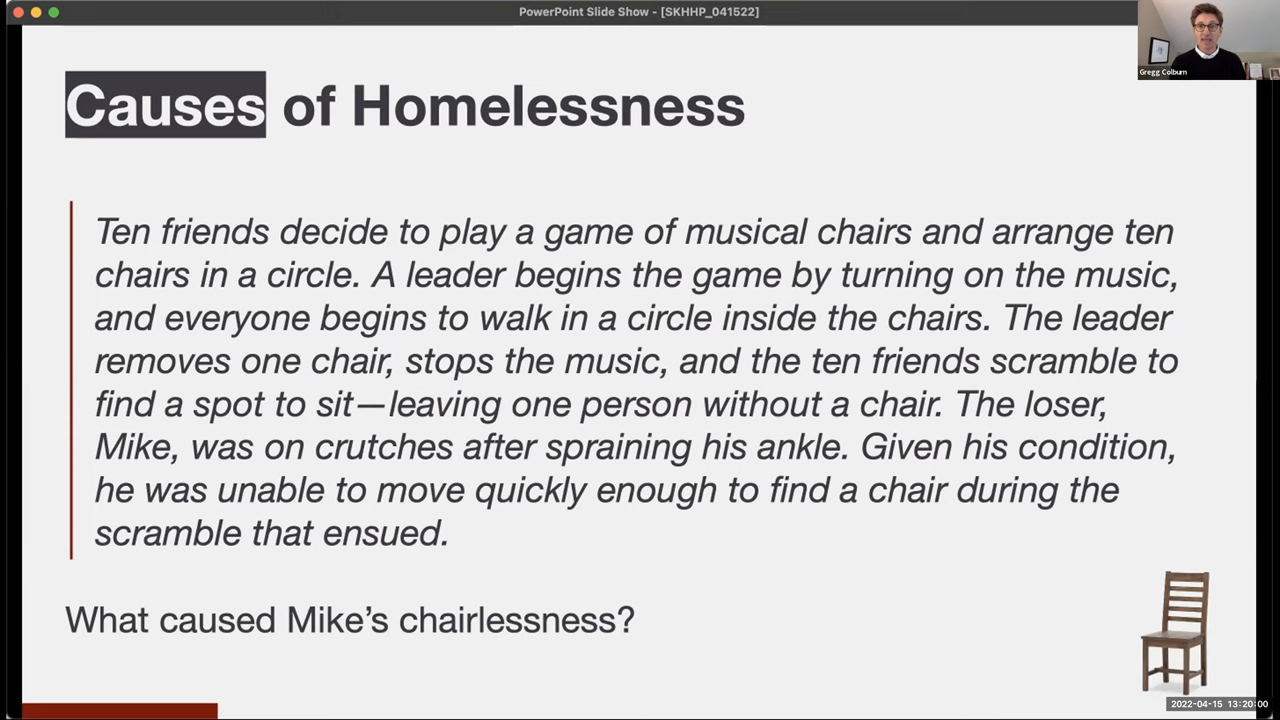 PowerPoint Slide Show - [SKHHP_041522]
Gregg Colburn
Causes of Homelessness
Ten friends decide to play a game of musical chairs and arrange ten
chairs in a circle. A leader begins the game by turning on the music,
and everyone begins to walk in a circle inside the chairs. The leader
removes one chair, stops the music, and the ten friends scramble to
find a spot to sit—leaving one person without a chair. The loser,
Mike, was on crutches after spraining his ankle. Given his condition,
he was unable to move quickly enough to find a chair during the
scramble that ensued.
What caused Mike’s chairlessness?
2022-04-15 13:20:00